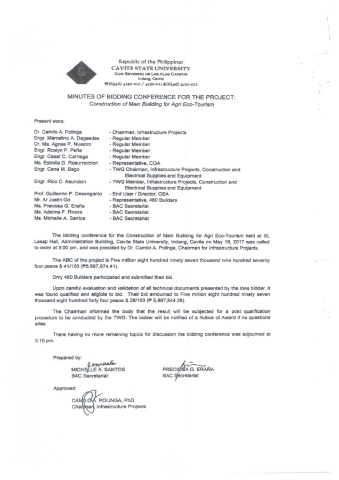 Republic of the Philippines
CAVITE STATE UNIVERSITY
DON SEVERINO DE LAS ALAS CAMPUS
Indang, Cavite
MINUTES OF BIDDING CONFERENCE FOR THE PROJECT:
Construction of Main Building for Agri Eco-Tourism
Present were:
Dr. Camilo A. Polinga - Chairman, Infrastructure Projects
Engr. Marcelino A. Dagasdas - Regular Member
Dr. Ma. Agnes P. Nuestro - Regular Member
Engr. Roslyn P. Peña - Regular Member
Engr. Cesar C. Carriaga - Regular Member
Ms. Estrella G. Resurreccion - Representative, COA
Engr. Gene M. Bago - TWG Chairman, Infrastructure Projects, Construction and
Electrical Supplies and Equipment
Engr. Rico C. Asuncion - TWG Member, Infrastructure Projects, Construction and
Electrical Supplies and Equipment
Prof. Guillermo P. Desenganio - End User / Director, OSA
Mr. Ar Justin Go - Representative, 460 Builders
Ms. Preciosa G. Eraña - BAC Secretariat
Ms. Adelma F. Rivera - BAC Secretariat
Ms. Michelle A. Santos - BAC Secretariat
The bidding conference for the Construction of Main Building for Agri Eco-Tourism held at SL
Lasap Hall, Administration Building, Cavite State University, Indang, Cavite on May 18, 2017 was called
to order at 3:00 pm, and was presided by Dr. Camilo A. Polinga, Chairman for Infrastructure Projects.
The ABC of the project is Five million eight hundred ninety seven thousand nine hundred seventy
four pesos & 41/100 (₱5,897,974.41).
Only 460 Builders participated and submitted their bid.
Upon careful evaluation and validation of all technical documents presented by the lone bidder, it
was found qualified and eligible to bid. Their bid amounted to Five million eight hundred ninety seven
thousand eight hundred forty four pesos & 28/100 (₱ 5,897,844.28).
The Chairman informed the body that the result will be subjected for a post qualification
procedure to be conducted by the TWG. The bidder will be notified of a Notice of Award if no questions
arise.
There having no more remaining topics for discussion the bidding conference was adjourned at
3:10 pm.
Prepared by:
MICHELLE A. SANTOS PRECIOSA G. ERAÑA
BAC Secretariat BAC Secretariat
Approved:
CAMILO A. POLINGA, PhD
Chairman, Infrastructure Projects